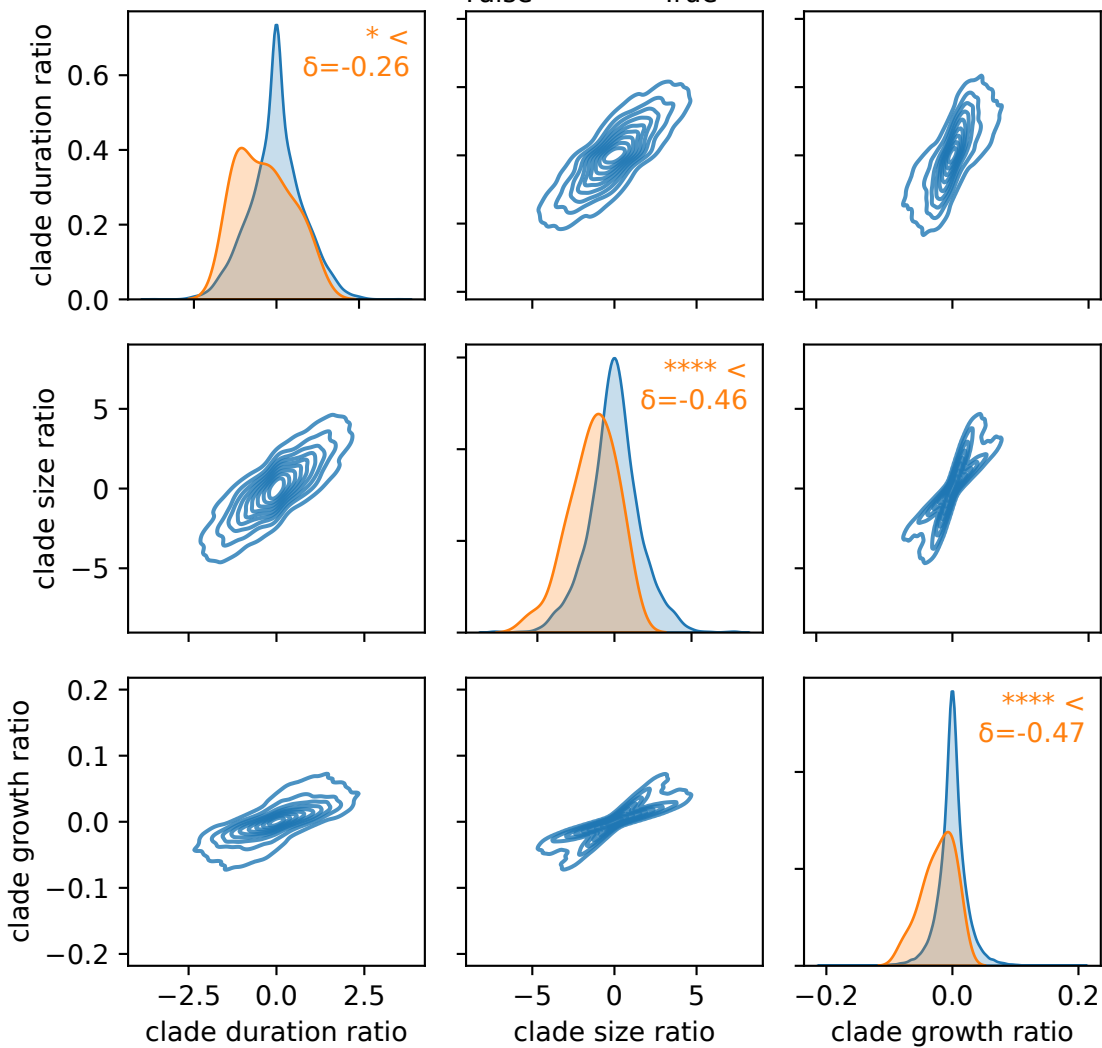 clade duration ratio
0.6
0.4
0.2
0.0
* <
δ=-0.26
clade size ratio
5
0
−5
**** <
δ=-0.46
clade growth ratio
0.2
0.1
0.0
−0.1
−0.2
**** <
δ=-0.47
−2.5 0.0 2.5
−5 0 5
−0.2 0.0 0.2
clade duration ratio
clade size ratio
clade growth ratio